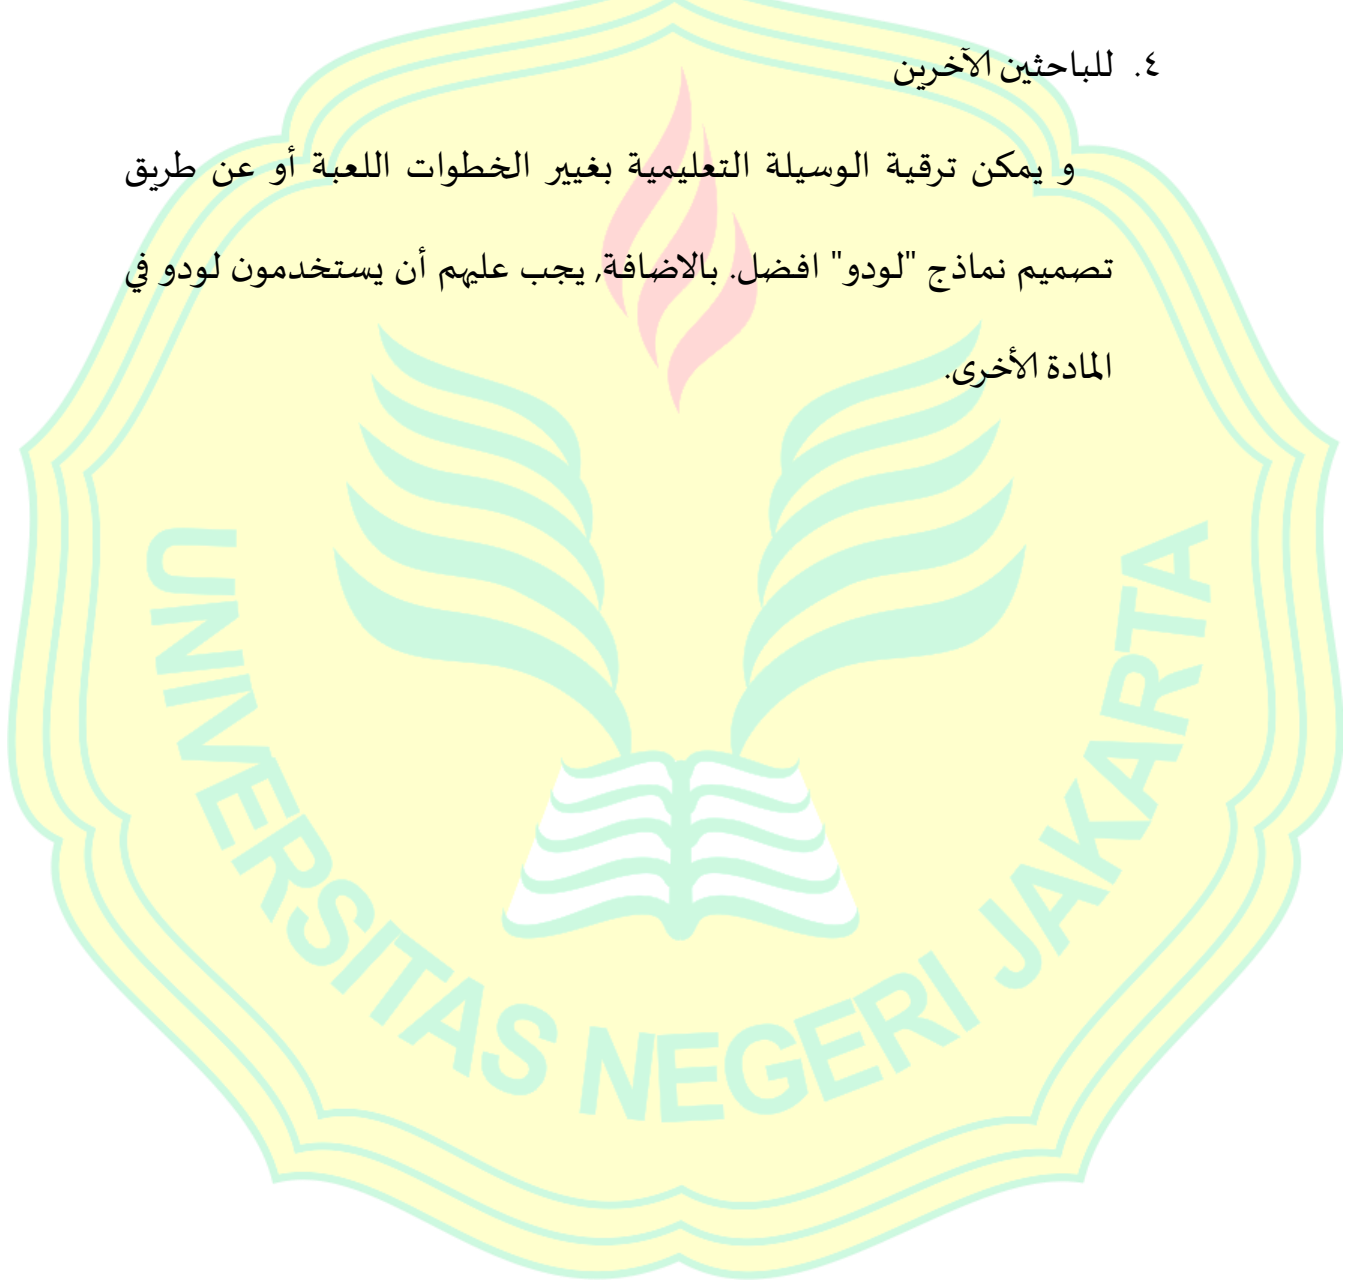 ٤. للباحثين الآخرين
و يمكن ترقية الوسيلة التعليمية بغيير الخطوات اللعبة أو عن طريق
تصميم نماذج "لودو" افضل. بالاضافة, يجب عليهم أن يستخدمون لودو في
المادة الأخرى.
UNIVERSITAS NEGERI JAKARTA